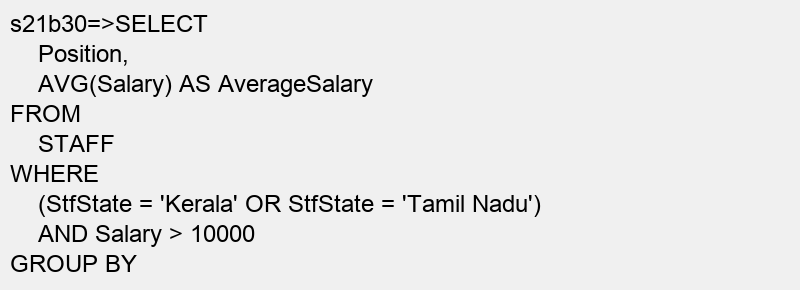 s21b30=>SELECT
Position,
AVG(Salary) AS AverageSalary
FROM
STAFF
WHERE
(StfState = 'Kerala' OR StfState = 'Tamil Nadu')
AND Salary > 10000
GROUP BY